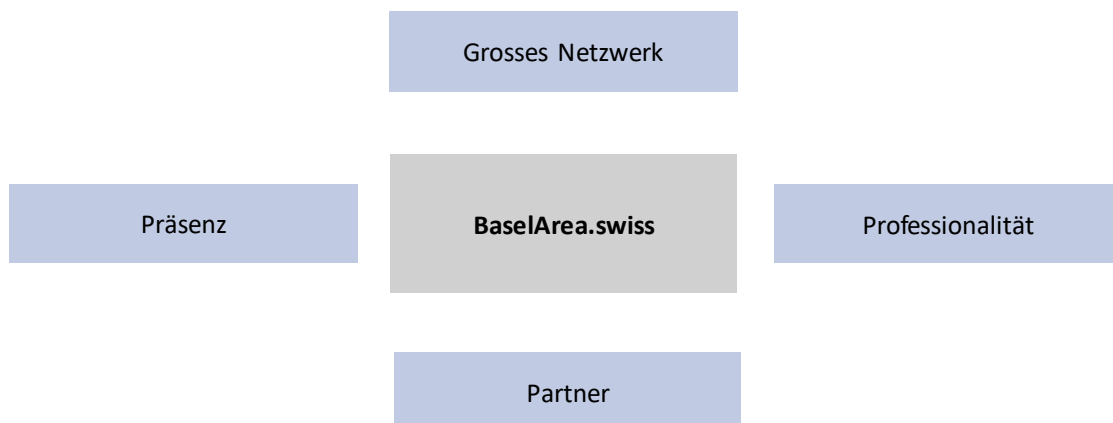 Grosses Netzwerk
Präsenz
BaselArea.swiss
Professionalität
Partner